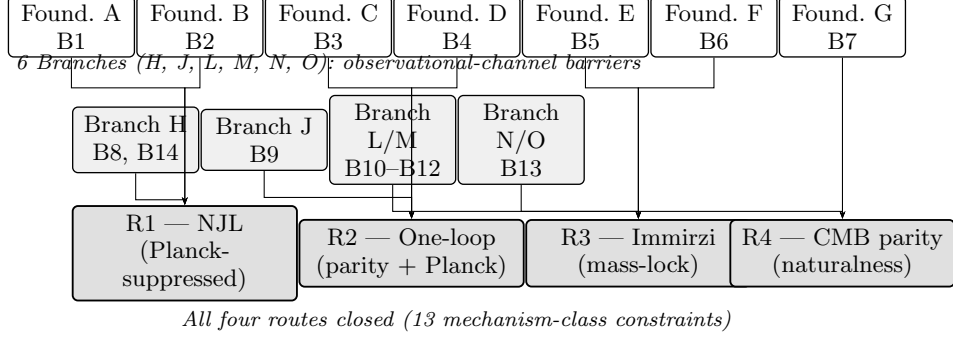 Found. A
B1
Found. B
B2
Found. C
B3
Found. D
B4
Found. E
B5
Found. F
B6
Found. G
B7
6 Branches (H, J, L, M, N, O): observational-channel barriers
Branch H
B8, B14
Branch J
B9
Branch
L/M
B10–B12
Branch
N/O
B13
R1 — NJL
(Planck-
suppressed)
R2 — One-loop
(parity + Planck)
R3 — Immirzi
(mass-lock)
R4 — CMB parity
(naturalness)
All four routes closed (13 mechanism-class constraints)